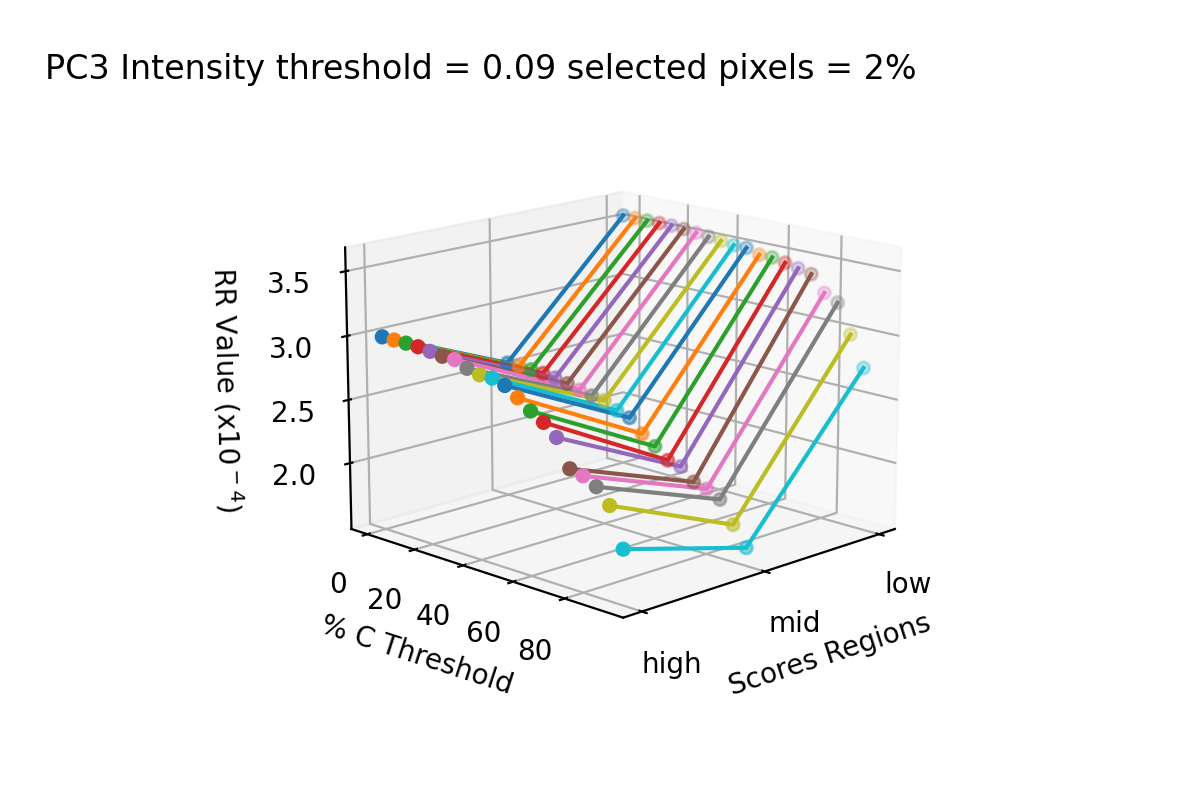 PC3 Intensity threshold = 0.09 selected pixels = 2%
3.5
3.0
2.5
2.0
RR Value (x10⁻⁴)
0
20
40
60
80
% C Threshold
high
mid
low
Scores Regions